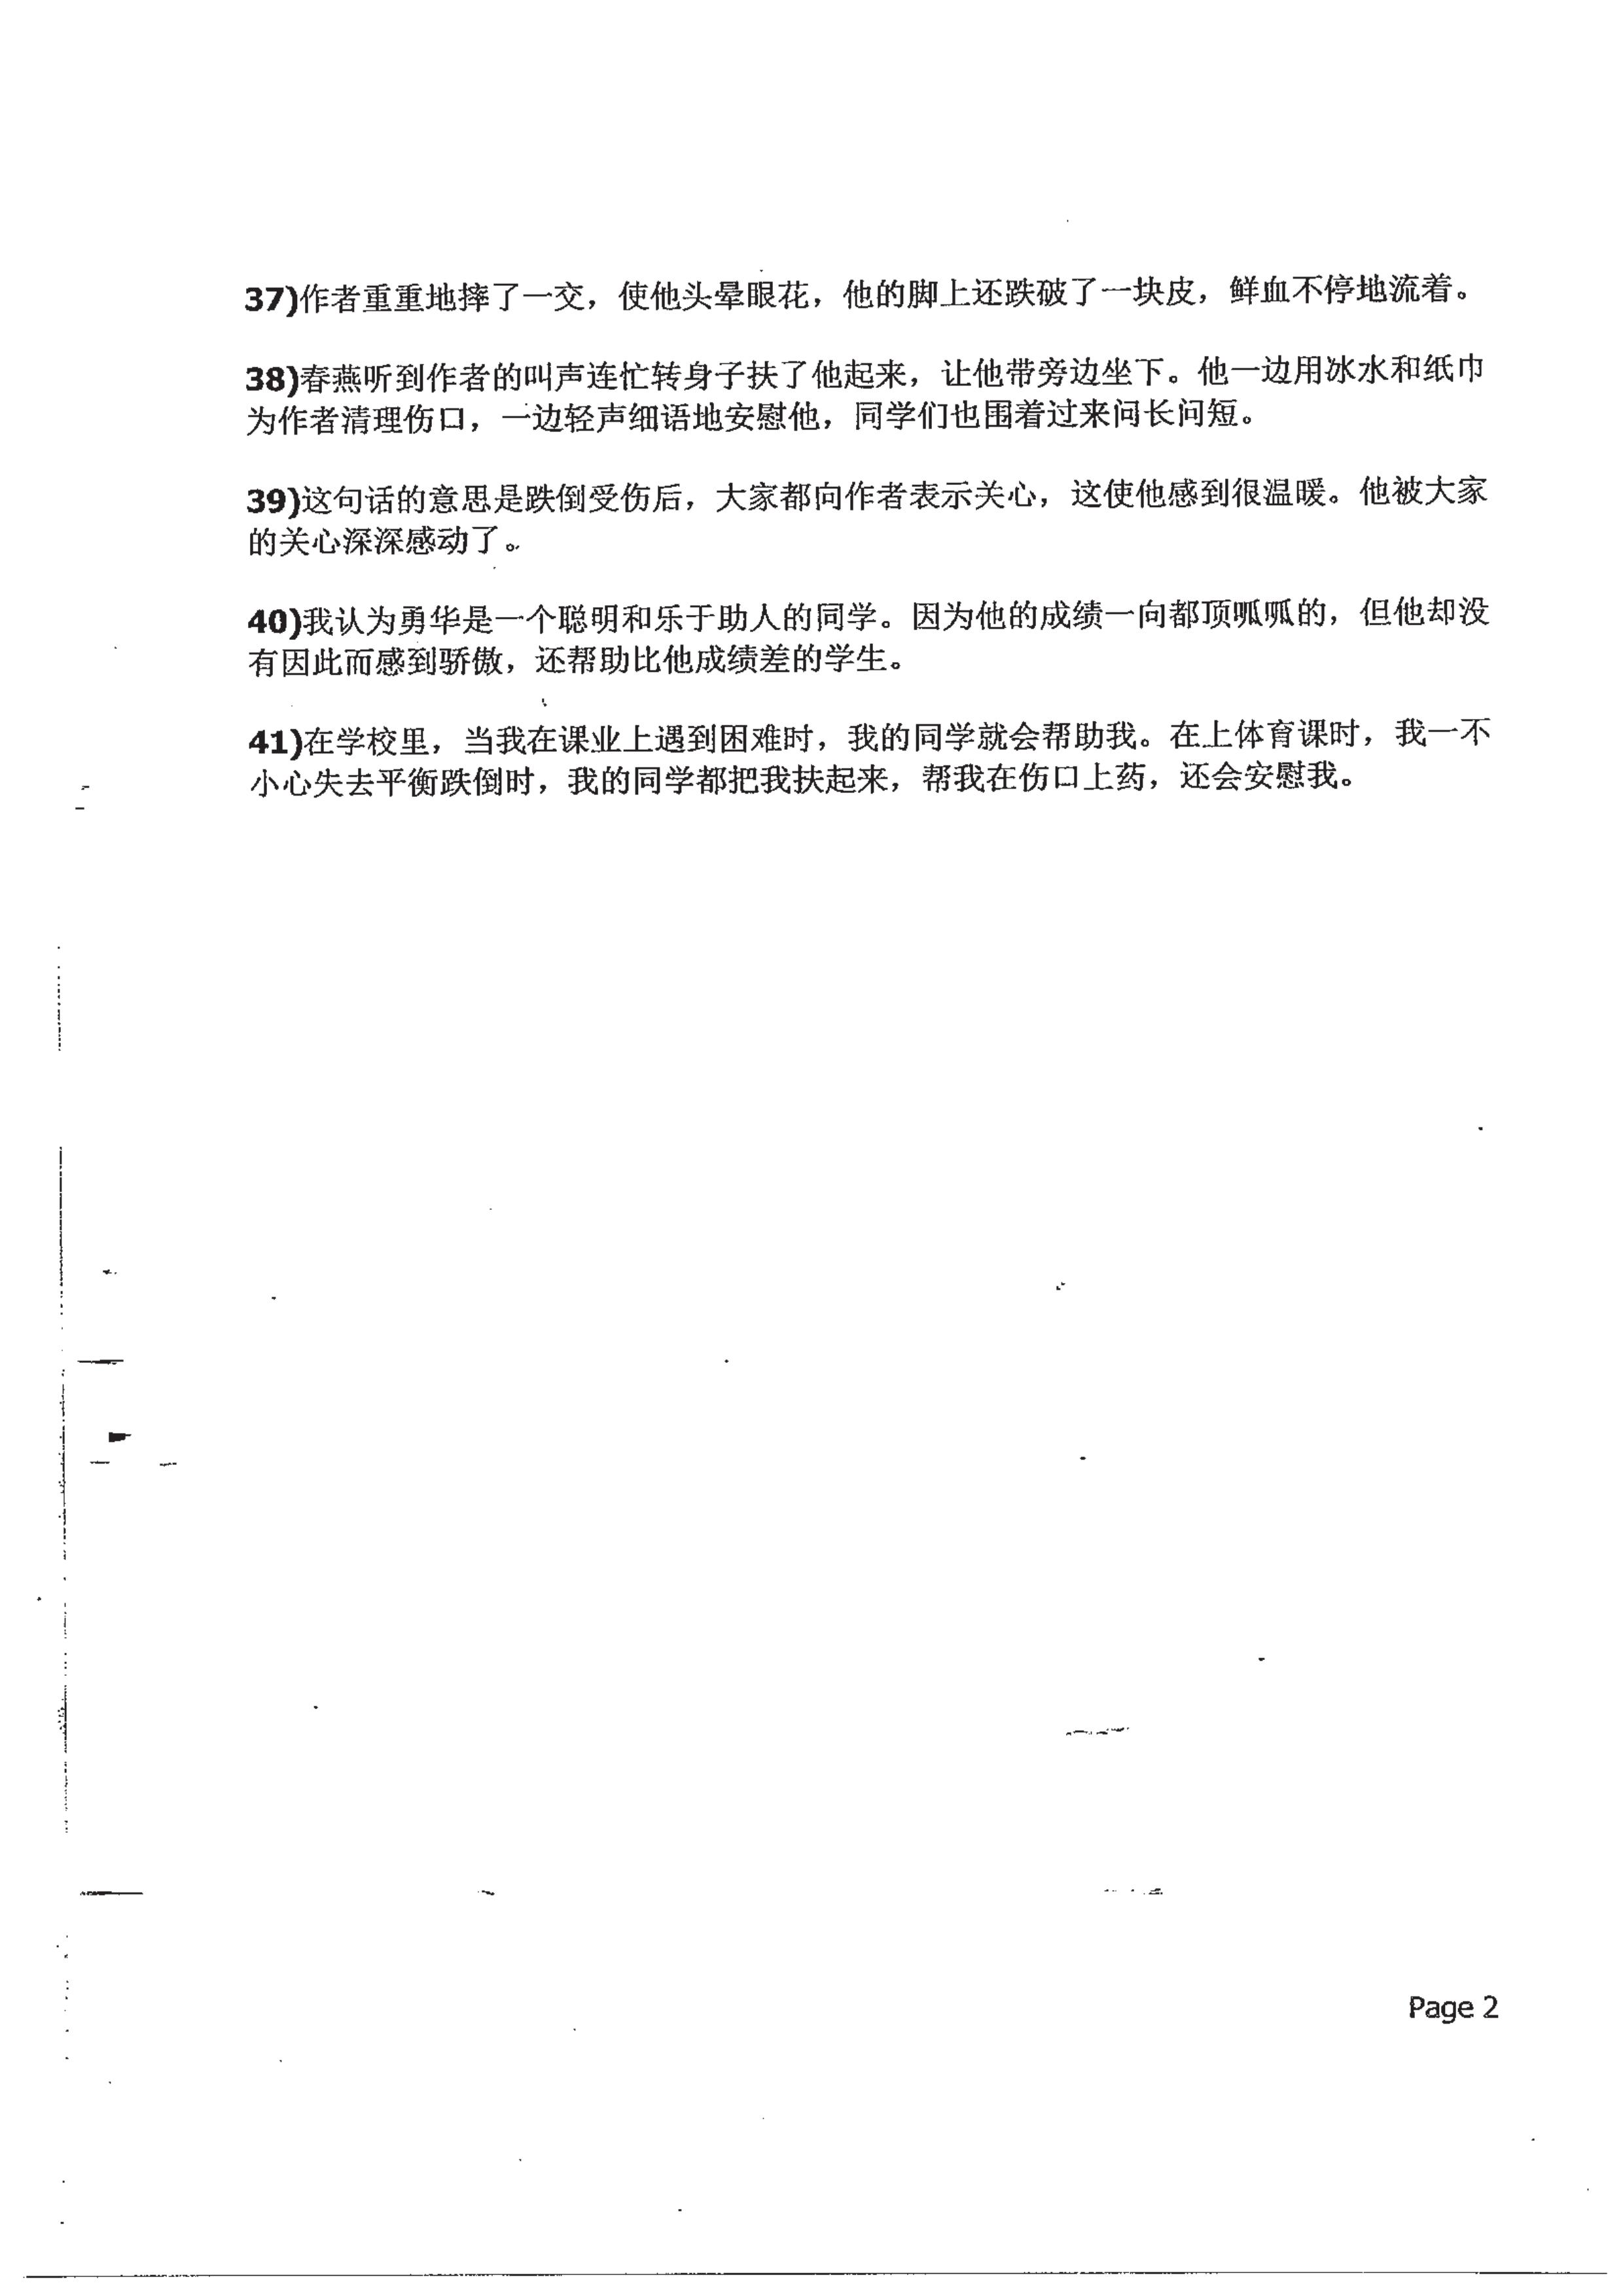 37)作者重重地摔了一交，使他头晕眼花，他的脚上还跌破了一块皮，鲜血不停地流着。
38)春燕听到作者的叫声连忙转身子扶了他起来，让他带旁边坐下。他一边用冰水和纸巾
为作者清理伤口，一边轻声细语地安慰他，同学们也围着过来问长问短。
39)这句话的意思是跌倒受伤后，大家都向作者表示关心，这使他感到很温暖。他被大家
的关心深深感动了。
40)我认为勇华是一个聪明和乐于助人的同学。因为他的成绩一向都顶呱呱的，但他却没
有因此而感到骄傲，还帮助比他成绩差的学生。
41)在学校里，当我在课业上遇到困难时，我的同学就会帮助我。在上体育课时，我一不
小心失去平衡跌倒时，我的同学都把我扶起来，帮我在伤口上药，还会安慰我。
Page 2